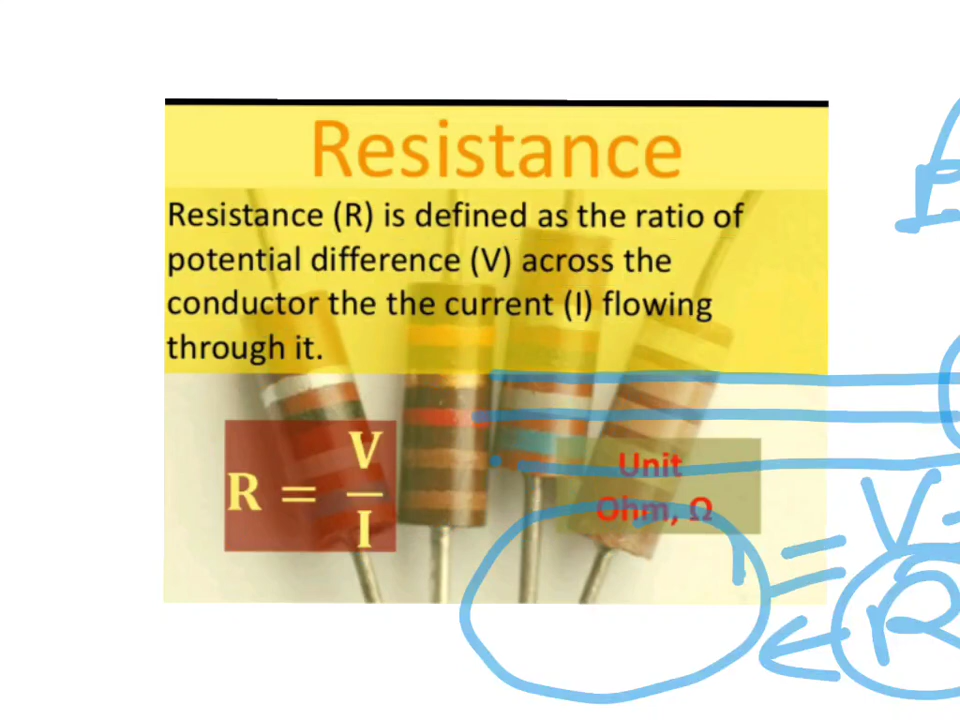 Resistance
Resistance (R) is defined as the ratio of
potential difference (V) across the
conductor the the current (I) flowing
through it.
R = V/I
Unit
Ohm, Ω
I = V
R